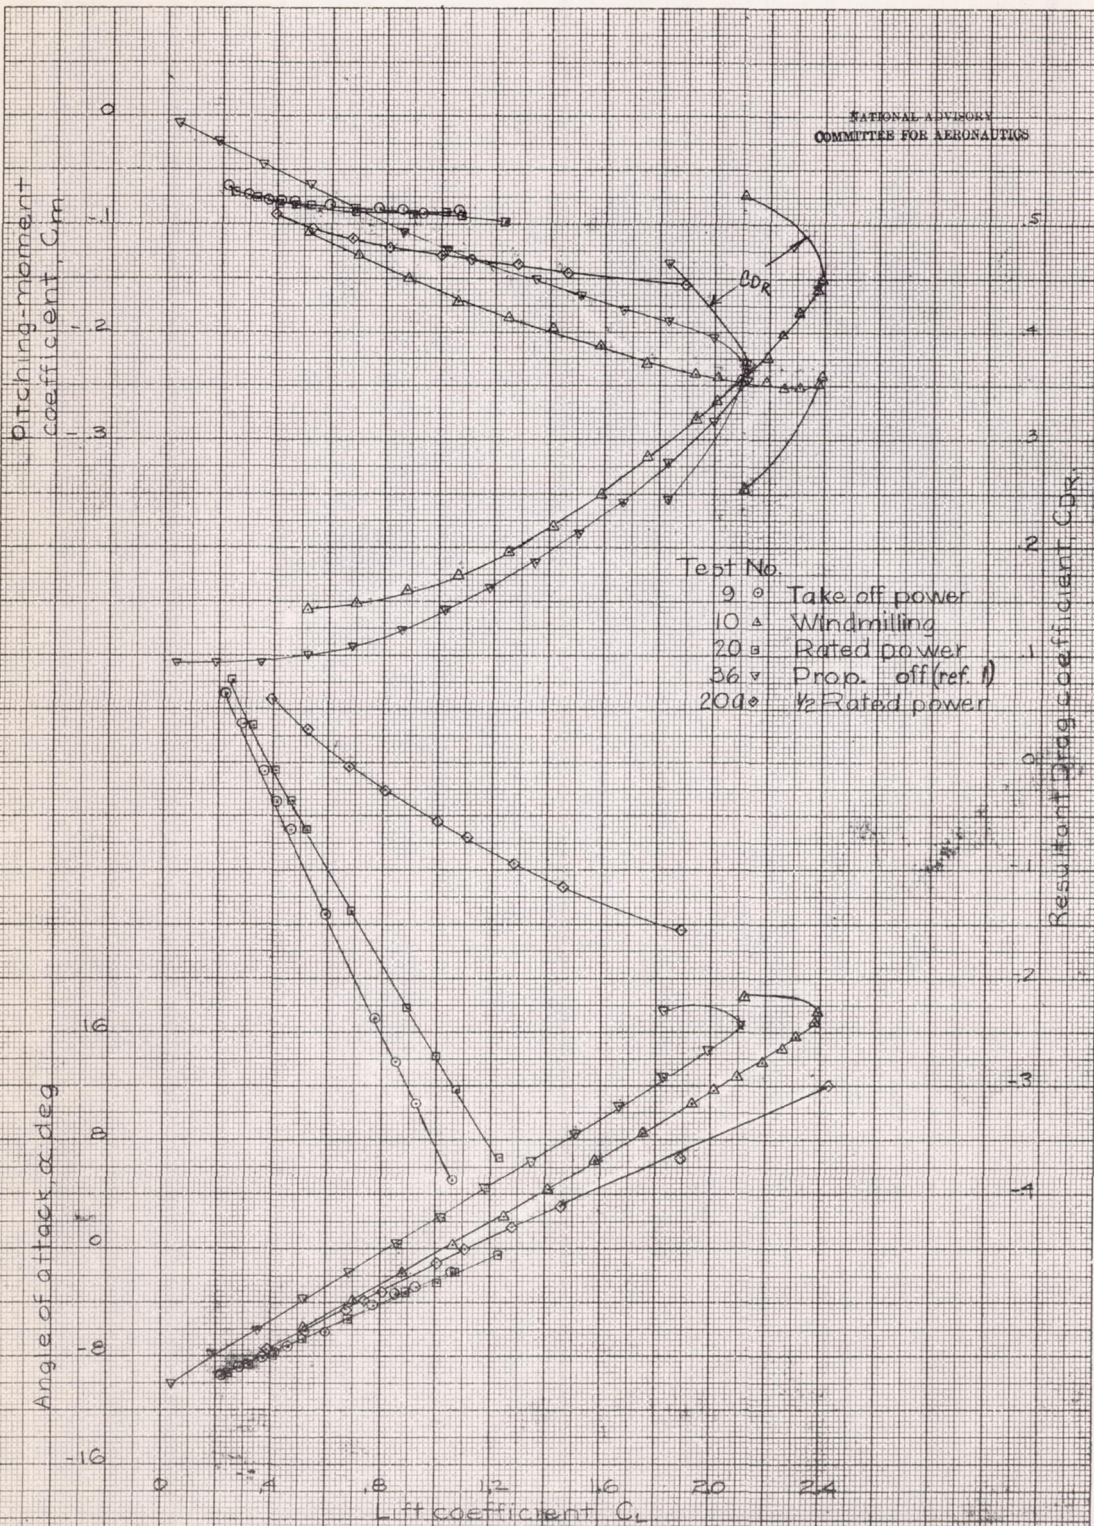 NATIONAL ADVISORY
COMMITTEE FOR AERONAUTICS
0
-.1
-.2
-.3
Pitching-moment
coefficient, Cm
.5
.4
.3
.2
.1
0
-.1
-.2
-.3
-.4
Resultant Drag coefficient, CDR
CDR
Test No.
9 Take off power
10 Windmilling
20 Rated power
36 Prop. off (ref. 1)
20a 1/2 Rated power
16
8
0
-8
-16
Angle of attack, α deg
0 .4 .8 1.2 1.6 2.0 2.4
Lift coefficient CL